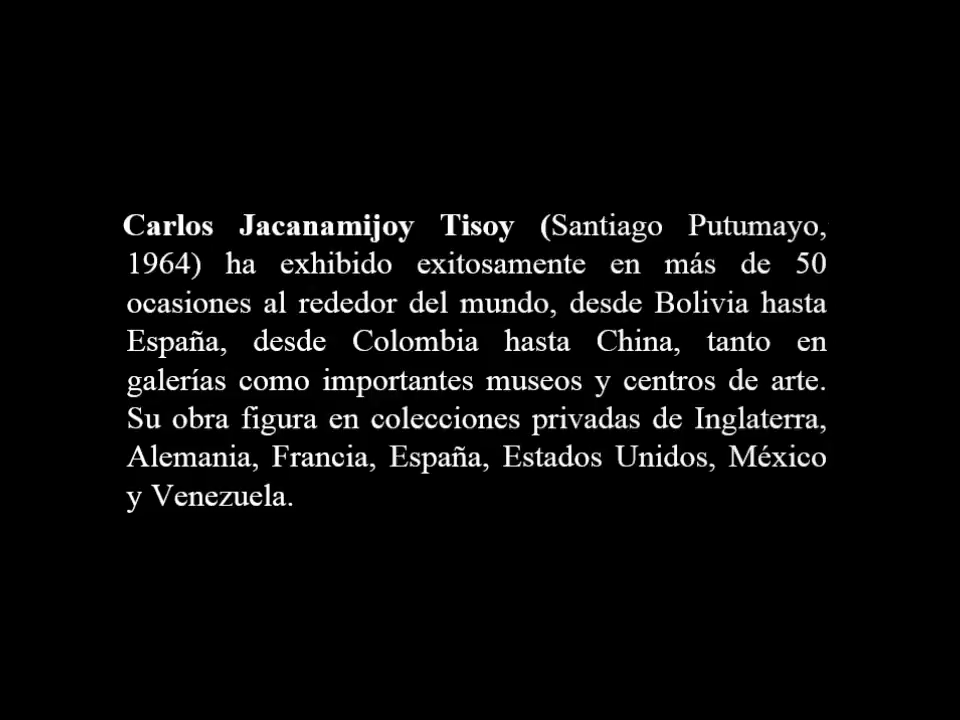 Carlos Jacanamijoy Tisoy (Santiago Putumayo,
1964) ha exhibido exitosamente en más de 50
ocasiones al rededor del mundo, desde Bolivia hasta
España, desde Colombia hasta China, tanto en
galerías como importantes museos y centros de arte.
Su obra figura en colecciones privadas de Inglaterra,
Alemania, Francia, España, Estados Unidos, México
y Venezuela.